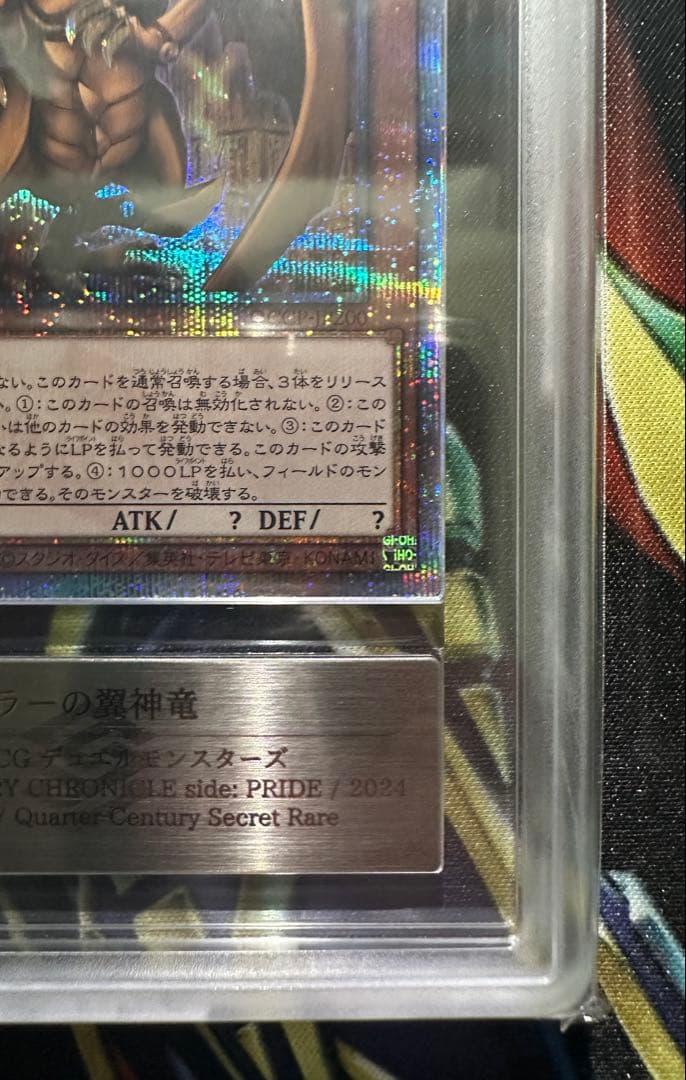 QCCP-JP200
ない。このカードを通常召喚する場合、3体をリリース
い。①:このカードの召喚は無効化されない。②:この
いは他のカードの効果を発動できない。③:このカード
なるようにLPを払って発動できる。このカードの攻撃
アップする。④:1000LPを払い、フィールドのモン
できる。そのモンスターを破壊する。
ATK/ ? DEF/ ?
スタジオ・ダイス/集英社・テレビ東京・KONAMI
ラーの翼神竜
CG デュエルモンスターズ
RY CHRONICLE side: PRIDE / 2024
/ Quarter Century Secret Rare